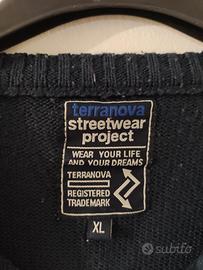 terranova
streetwear
project
WEAR YOUR LIFE
AND YOUR DREAMS
TERRANOVA
REGISTERED
TRADEMARK
XL
subito